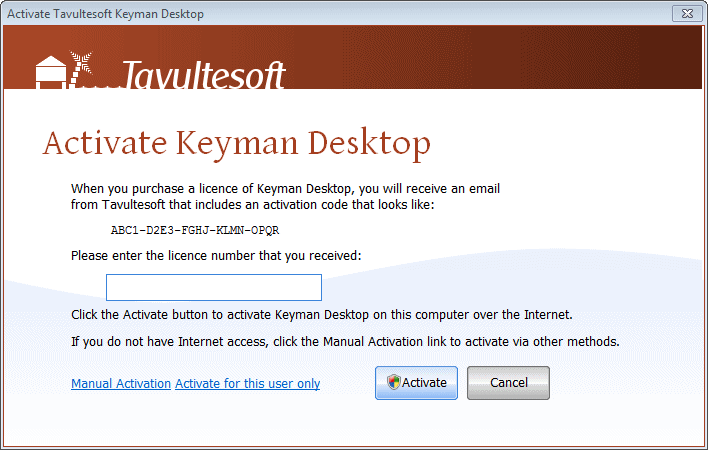 Activate Tavultesoft Keyman Desktop
Tavultesoft
Activate Keyman Desktop
When you purchase a licence of Keyman Desktop, you will receive an email
from Tavultesoft that includes an activation code that looks like:
ABC1-D2E3-FGHJ-KLMN-OPQR
Please enter the licence number that you received:
Click the Activate button to activate Keyman Desktop on this computer over the Internet.
If you do not have Internet access, click the Manual Activation link to activate via other methods.
Manual Activation Activate for this user only Activate Cancel